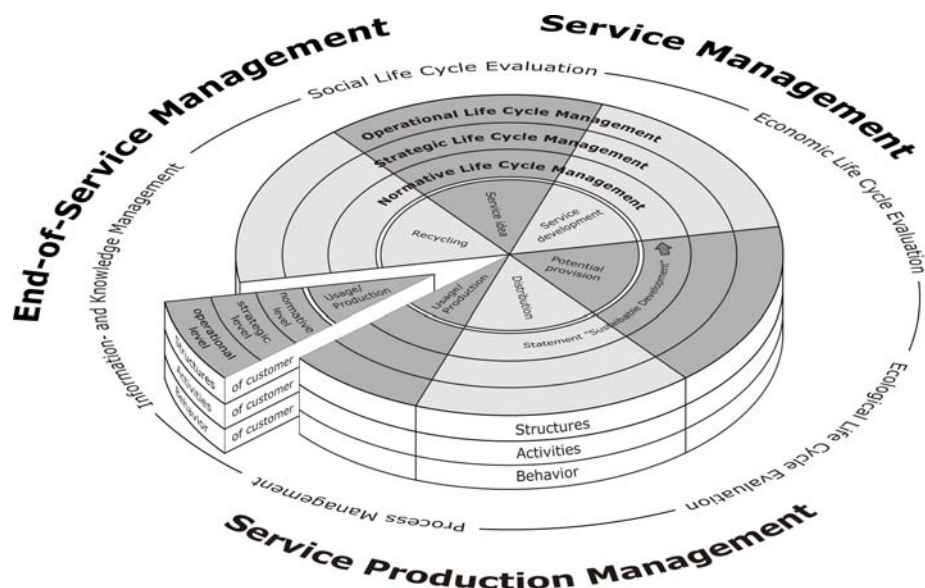 End-of-Service Management
Service Management
Service Production Management
Social Life Cycle Evaluation
Economic Life Cycle Evaluation
Ecological Life Cycle Evaluation
Process Management
Information- and Knowledge Management
Operational Life Cycle Management
Strategic Life Cycle Management
Normative Life Cycle Management
Service idea
Service
development
Potential
provision
Distribution
Usage/
Production
Recycling
Statement "Sustainbable Development"
Usage/
Production
normative
level
strategic
level
operational
level
Structures of customer
Activities of customer
Behavior of customer
Structures
Activities
Behavior